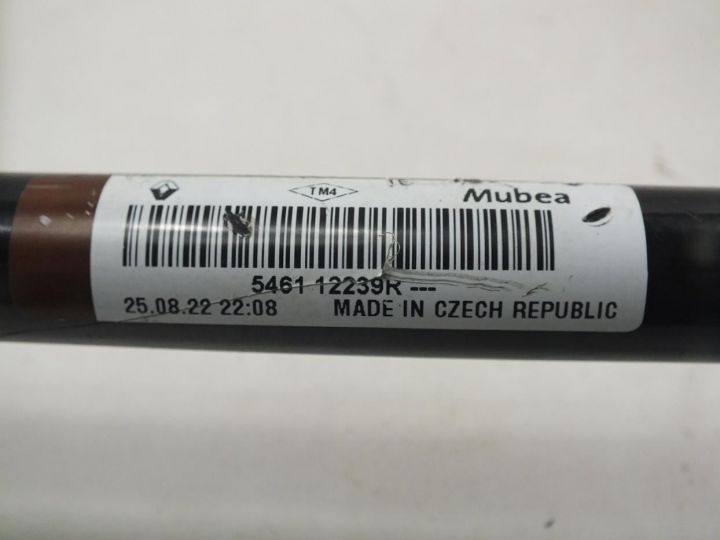 TM4
Mubea
5461 12239R ---
25.08.22 22:08 MADE IN CZECH REPUBLIC